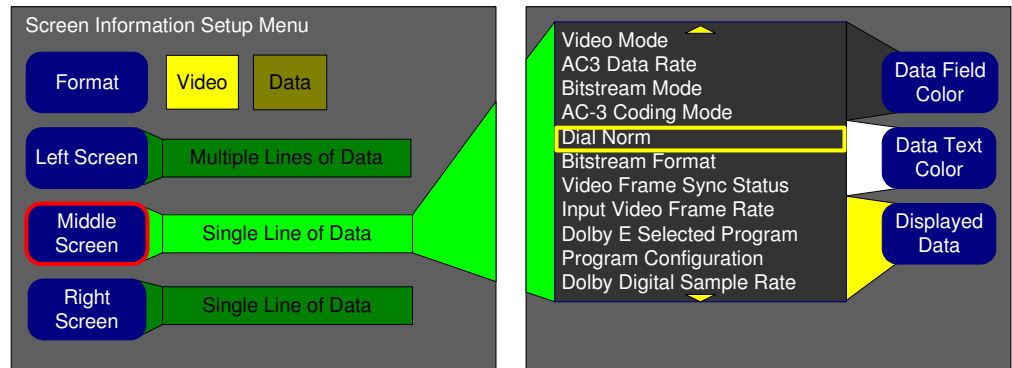 Screen Information Setup Menu
Format
Video
Data
Left Screen
Multiple Lines of Data
Middle
Screen
Single Line of Data
Right
Screen
Single Line of Data
Video Mode
AC3 Data Rate
Bitstream Mode
AC-3 Coding Mode
Dial Norm
Bitstream Format
Video Frame Sync Status
Input Video Frame Rate
Dolby E Selected Program
Program Configuration
Dolby Digital Sample Rate
Data Field
Color
Data Text
Color
Displayed
Data